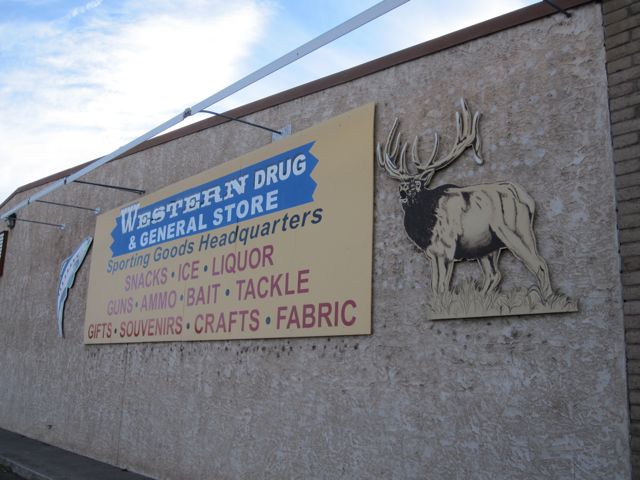 WESTERN DRUG
& GENERAL STORE
Sporting Goods Headquarters
SNACKS • ICE • LIQUOR
GUNS • AMMO • BAIT • TACKLE
GIFTS • SOUVENIRS • CRAFTS • FABRIC